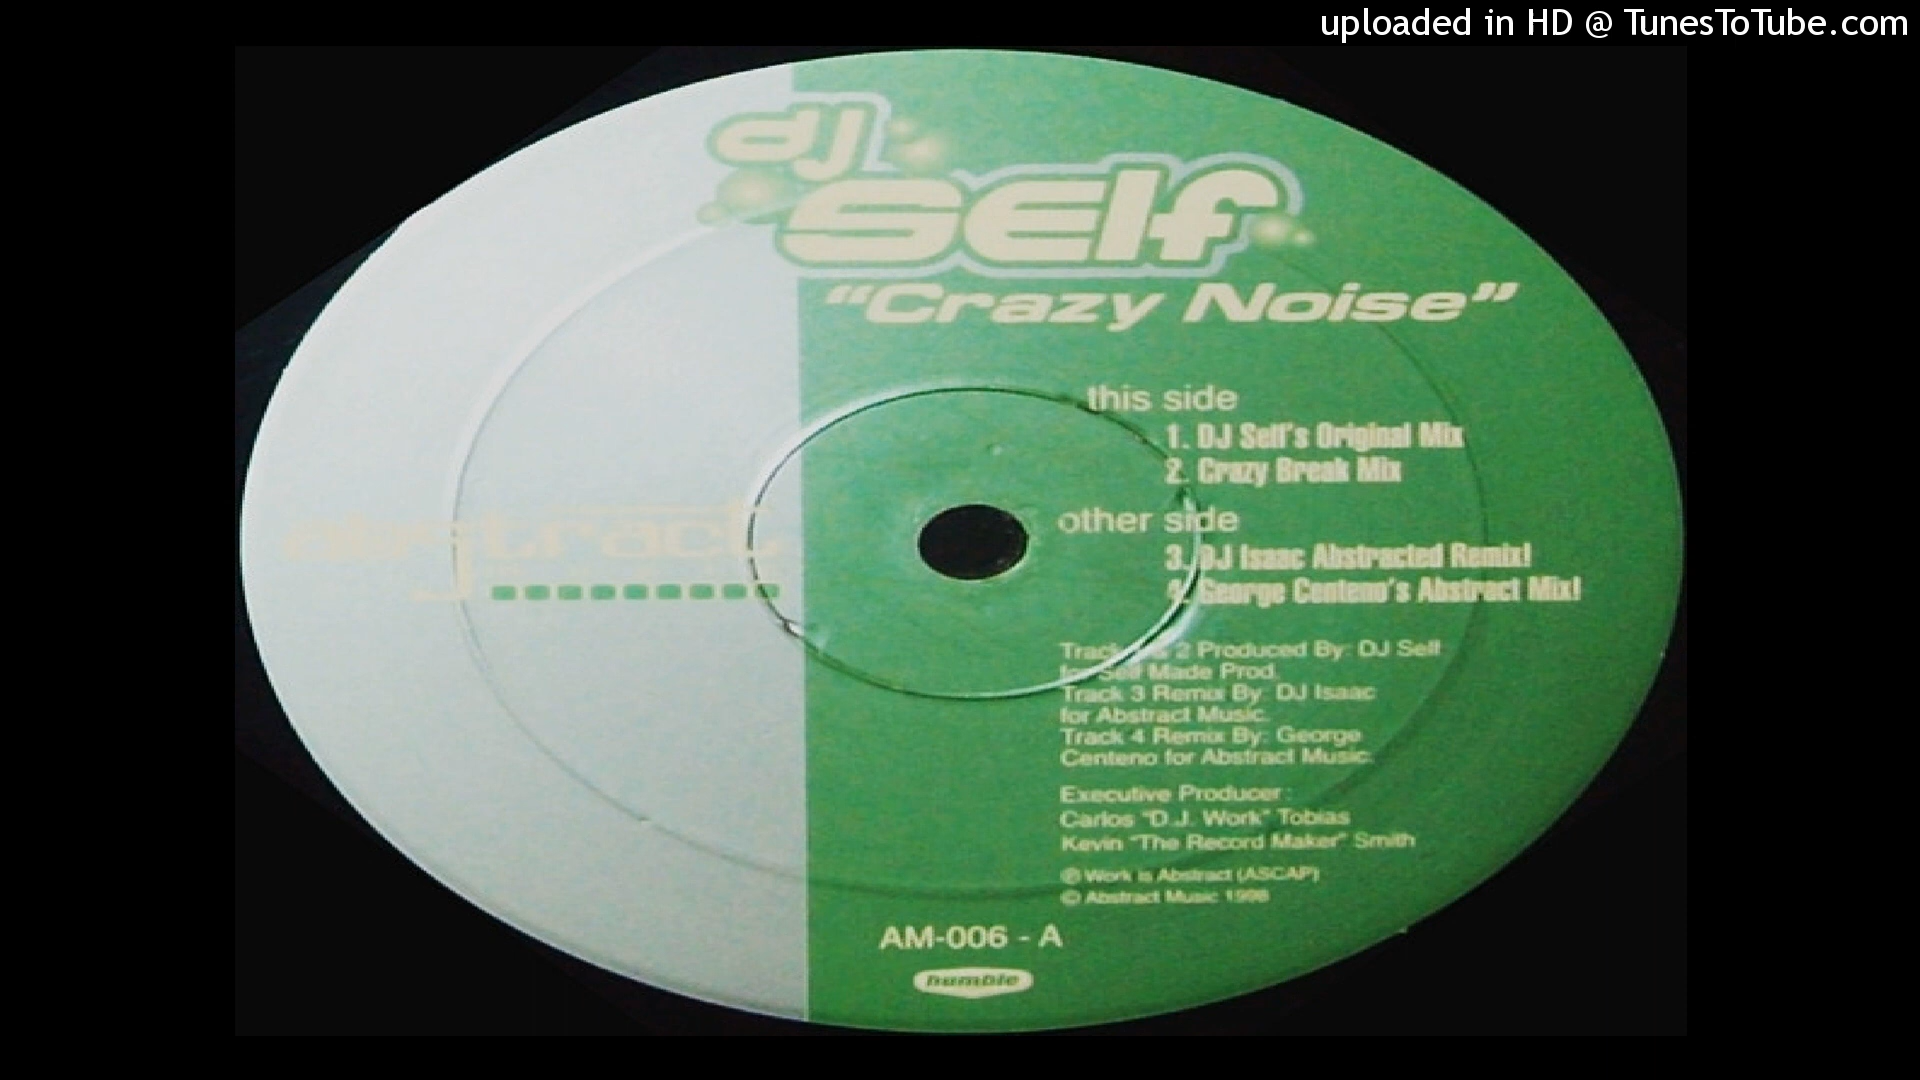 uploaded in HD @ TunesToTube.com
dj
self
"Crazy Noise"
this side
1. DJ Self's Original Mix
2. Crazy Break Mix
other side
3. DJ Isaac Abstracted Remix!
4. George Centeno's Abstract Mix!
abstract
Track 1 & 2 Produced By: DJ Self
for Self Made Prod.
Track 3 Remix By: DJ Isaac
for Abstract Music.
Track 4 Remix By: George
Centeno for Abstract Music.
Executive Producer:
Carlos "D.J. Work" Tobias
Kevin "The Record Maker" Smith
℗ Work is Abstract (ASCAP)
© Abstract Music 1998
AM-006 - A
humble